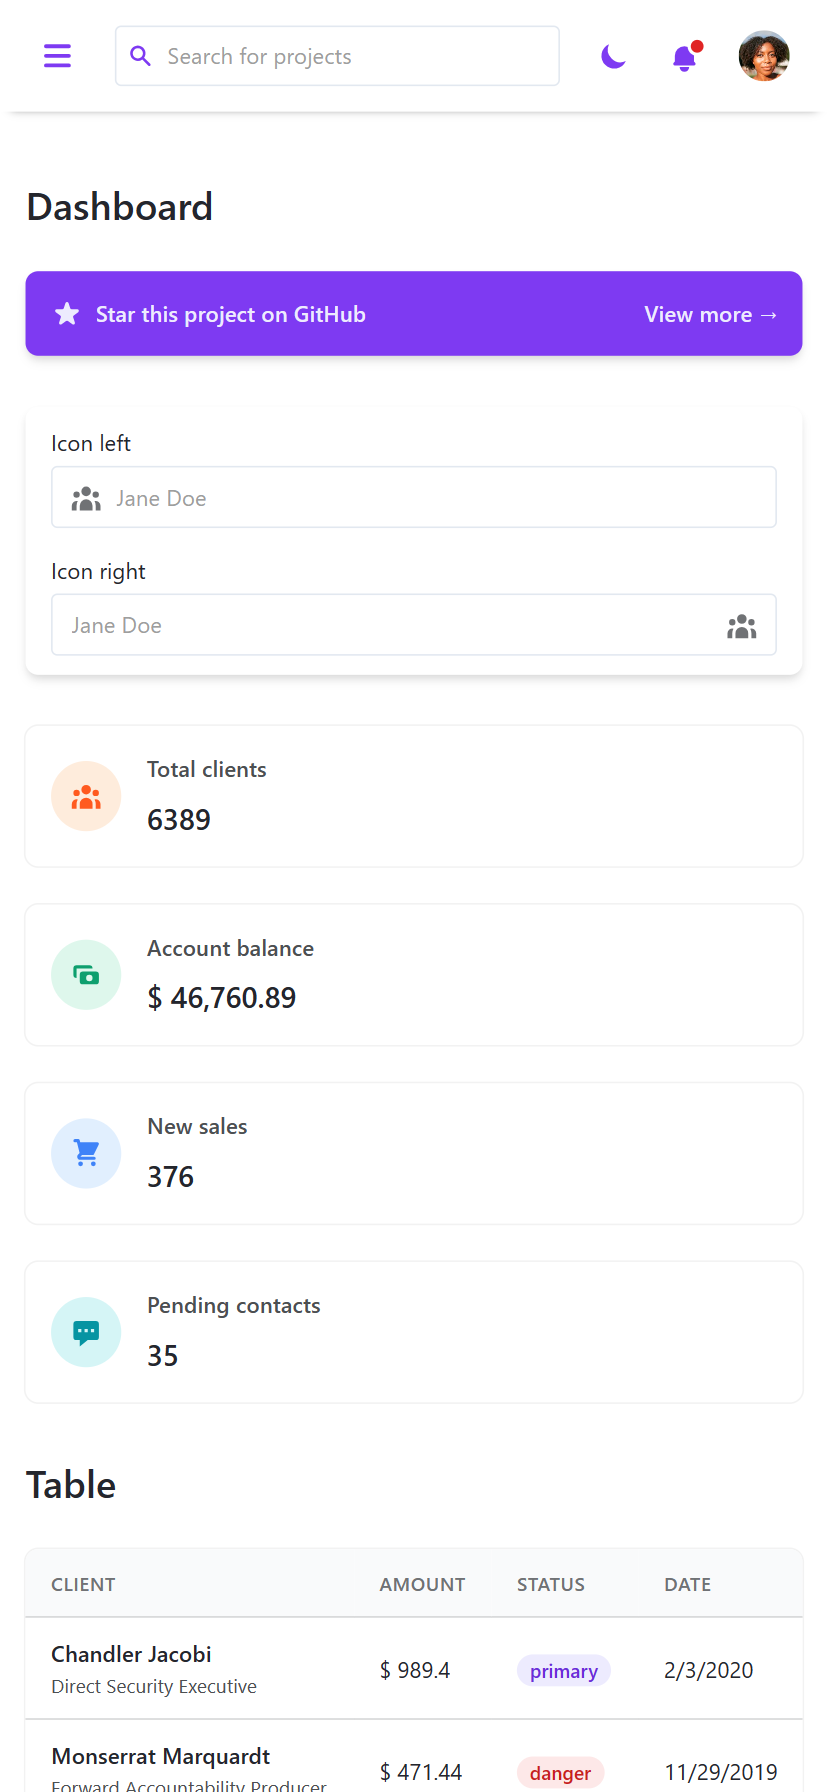 Search for projects
Dashboard
Star this project on GitHub
View more →
Icon left
Jane Doe
Icon right
Jane Doe
Total clients
6389
Account balance
$ 46,760.89
New sales
376
Pending contacts
35
Table
CLIENT AMOUNT STATUS DATE
Chandler Jacobi
Direct Security Executive
$ 989.4 primary 2/3/2020
Monserrat Marquardt
Forward Accountability Producer
$ 471.44 danger 11/29/2019